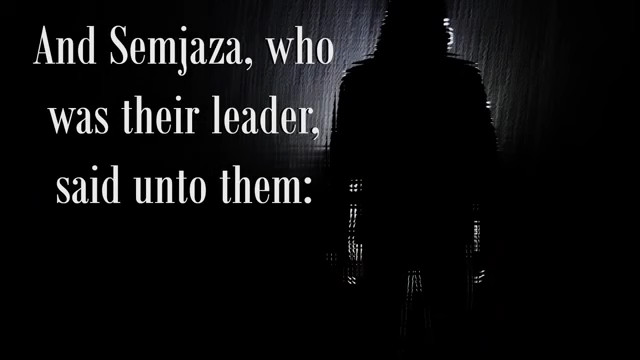 And Semjaza, who
was their leader,
said unto them: